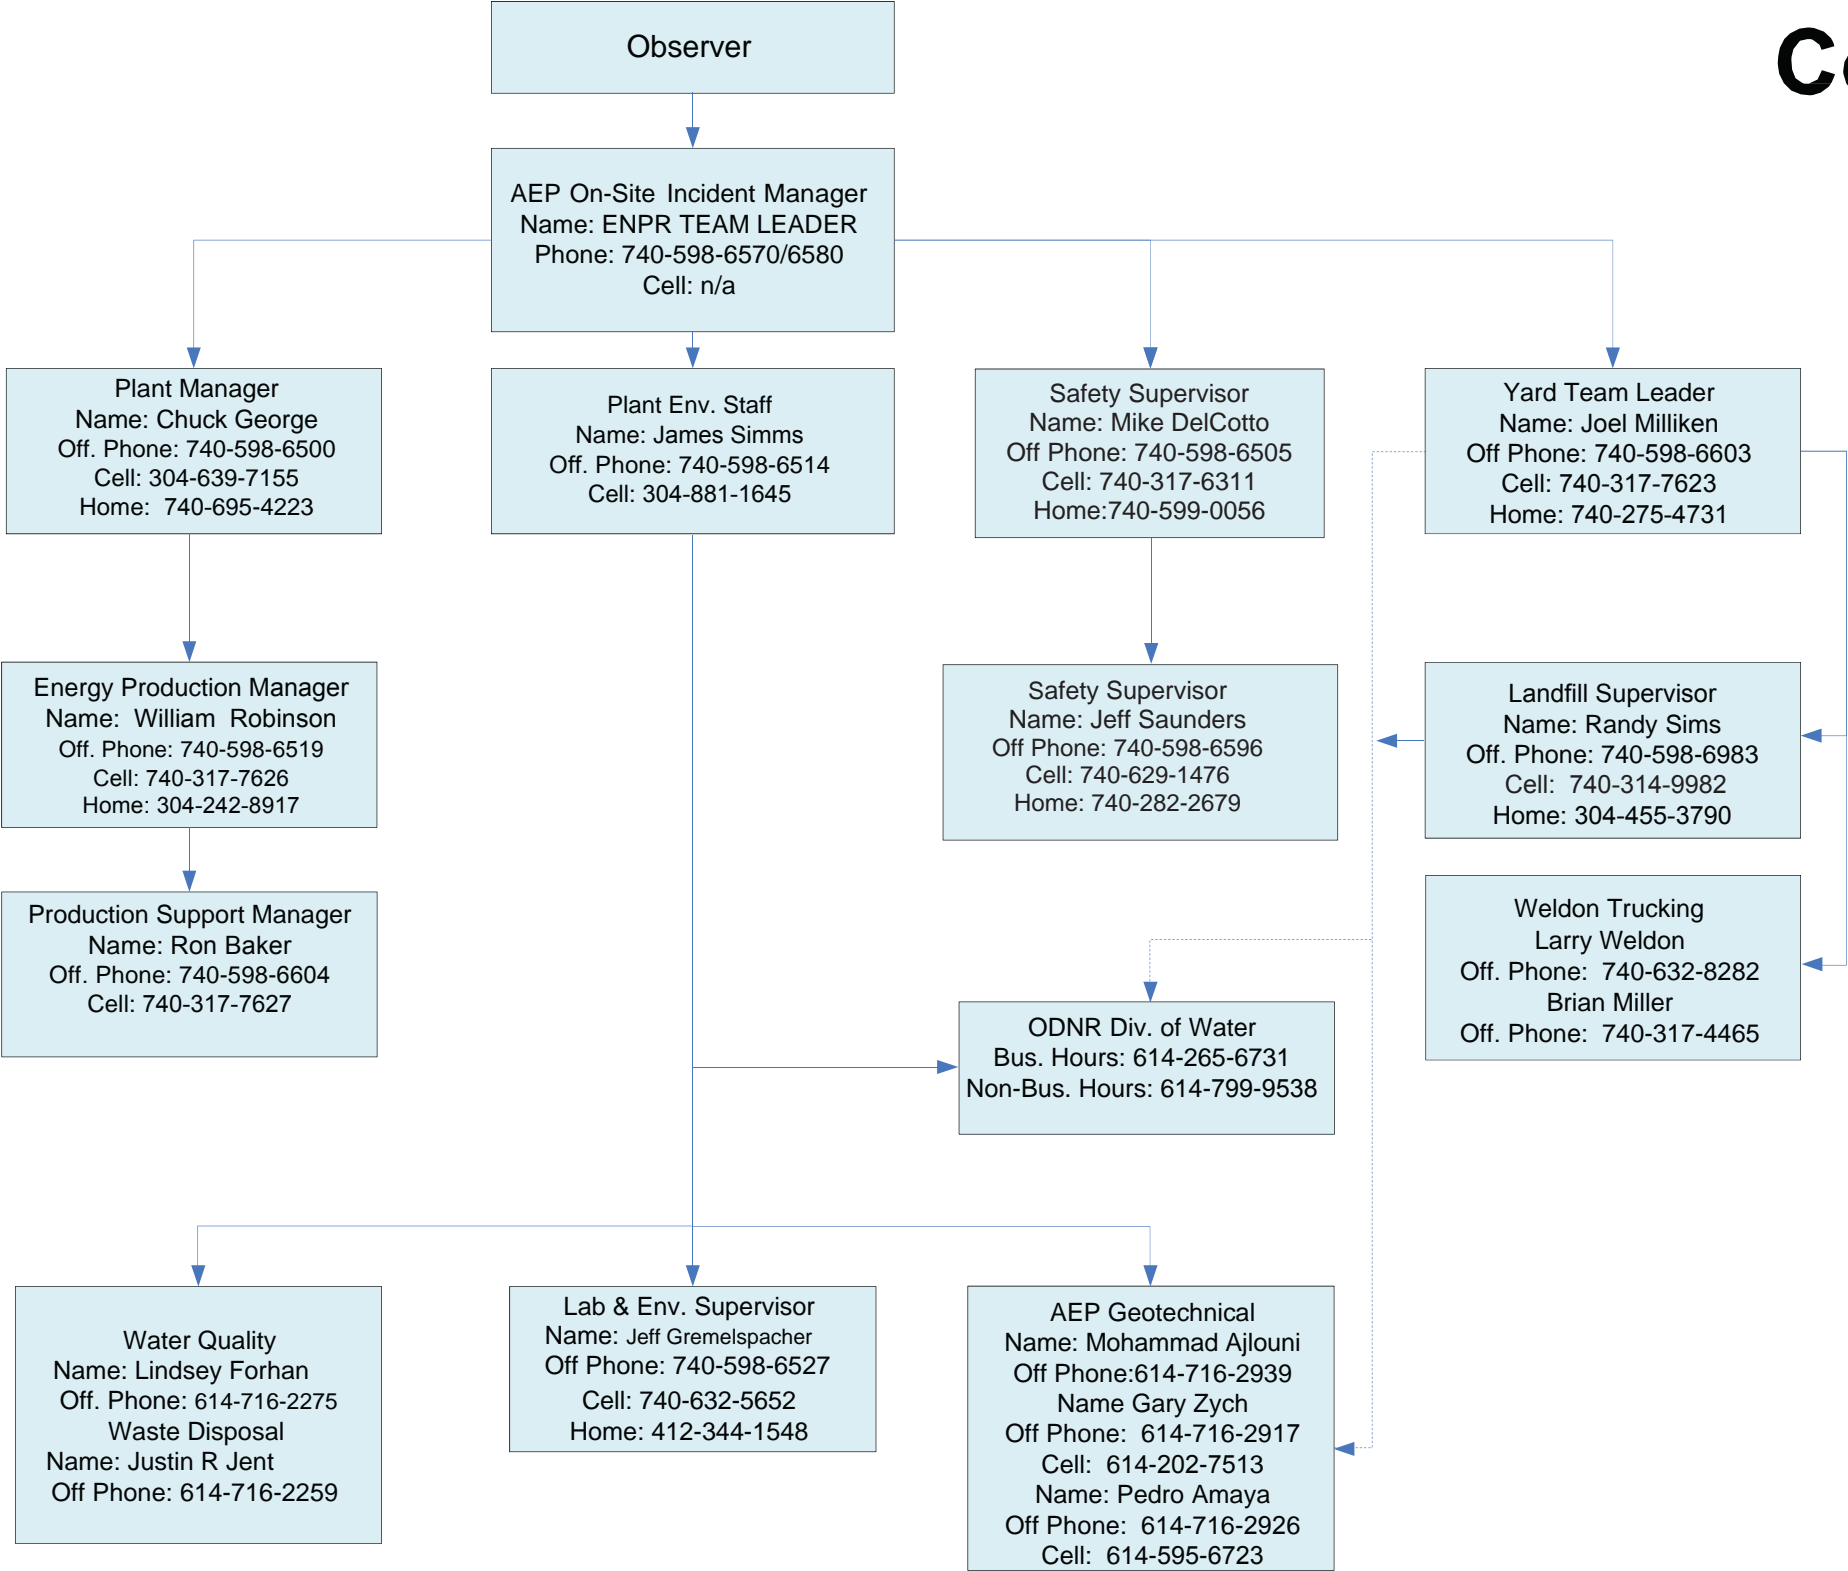 Observer
AEP On-Site Incident Manager
Name: ENPR TEAM LEADER
Phone: 740-598-6570/6580
Cell: n/a
Plant Manager
Name: Chuck George
Off. Phone: 740-598-6500
Cell: 304-639-7155
Home: 740-695-4223
Plant Env. Staff
Name: James Simms
Off. Phone: 740-598-6514
Cell: 304-881-1645
Safety Supervisor
Name: Mike DelCotto
Off Phone: 740-598-6505
Cell: 740-317-6311
Home:740-599-0056
Yard Team Leader
Name: Joel Milliken
Off Phone: 740-598-6603
Cell: 740-317-7623
Home: 740-275-4731
Energy Production Manager
Name: William Robinson
Off. Phone: 740-598-6519
Cell: 740-317-7626
Home: 304-242-8917
Safety Supervisor
Name: Jeff Saunders
Off Phone: 740-598-6596
Cell: 740-629-1476
Home: 740-282-2679
Landfill Supervisor
Name: Randy Sims
Off. Phone: 740-598-6983
Cell: 740-314-9982
Home: 304-455-3790
Production Support Manager
Name: Ron Baker
Off. Phone: 740-598-6604
Cell: 740-317-7627
Weldon Trucking
Larry Weldon
Off. Phone: 740-632-8282
Brian Miller
Off. Phone: 740-317-4465
ODNR Div. of Water
Bus. Hours: 614-265-6731
Non-Bus. Hours: 614-799-9538
Water Quality
Name: Lindsey Forhan
Off. Phone: 614-716-2275
Waste Disposal
Name: Justin R Jent
Off Phone: 614-716-2259
Lab & Env. Supervisor
Name: Jeff Gremelspacher
Off Phone: 740-598-6527
Cell: 740-632-5652
Home: 412-344-1548
AEP Geotechnical
Name: Mohammad Ajlouni
Off Phone:614-716-2939
Name Gary Zych
Off Phone: 614-716-2917
Cell: 614-202-7513
Name: Pedro Amaya
Off Phone: 614-716-2926
Cell: 614-595-6723